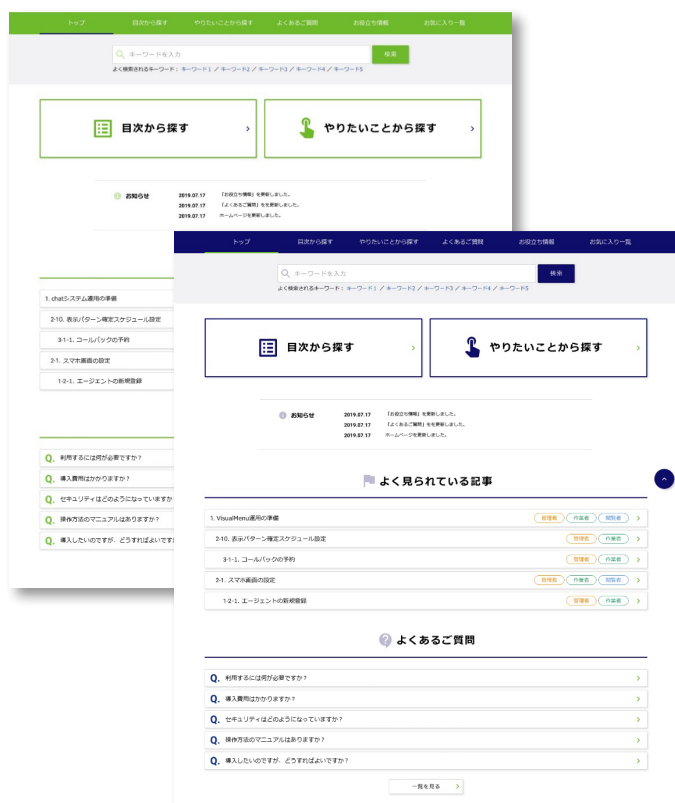 トップ 目次から探す やりたいことから探す よくあるご質問 お役立ち情報 お気に入り一覧
キーワードを入力 検索
よく検索されるキーワード： キーワード1 / キーワード2 / キーワード3 / キーワード4 / キーワード5
目次から探す
やりたいことから探す
お知らせ
2019.07.17 「お役立ち情報」を更新しました。
2019.07.17 「よくあるご質問」をを更新しました。
2019.07.17 ホームページを更新しました。
1. chatシステム運用の準備
2-10. 表示パターン確定スケジュール設定
3-1-1. コールバックの予約
2-1. スマホ画面の設定
1-2-1. エージェントの新規登録
Q. 利用するには何が必要ですか？
Q. 導入費用はかかりますか？
Q. セキュリティはどのようになっていますか
Q. 操作方法のマニュアルはありますか？
Q. 導入したいのですが、どうすればよいです
トップ 目次から探す やりたいことから探す よくある質問 お役立ち情報 お気に入り一覧
キーワードを入力 検索
よく検索されるキーワード： キーワード1 / キーワード2 / キーワード3 / キーワード4 / キーワード5
目次から探す
やりたいことから探す
お知らせ
2019.07.17 「お役立ち情報」を更新しました。
2019.07.17 「よくあるご質問」をを更新しました。
2019.07.17 ホームページを更新しました。
よく見られている記事
1. VisualMenu運用の準備 管理者 作業者 閲覧者
2-10. 表示パターン確定スケジュール設定 管理者 作業者
3-1-1. コールバックの予約 管理者 作業者
2-1. スマホ画面の設定 管理者 作業者 閲覧者
1-2-1. エージェントの新規登録 管理者 作業者
よくあるご質問
Q. 利用するには何が必要ですか？
Q. 導入費用はかかりますか？
Q. セキュリティはどのようになっていますか？
Q. 操作方法のマニュアルはありますか？
Q. 導入したいのですが、どうすればよいですか？
一覧を見る